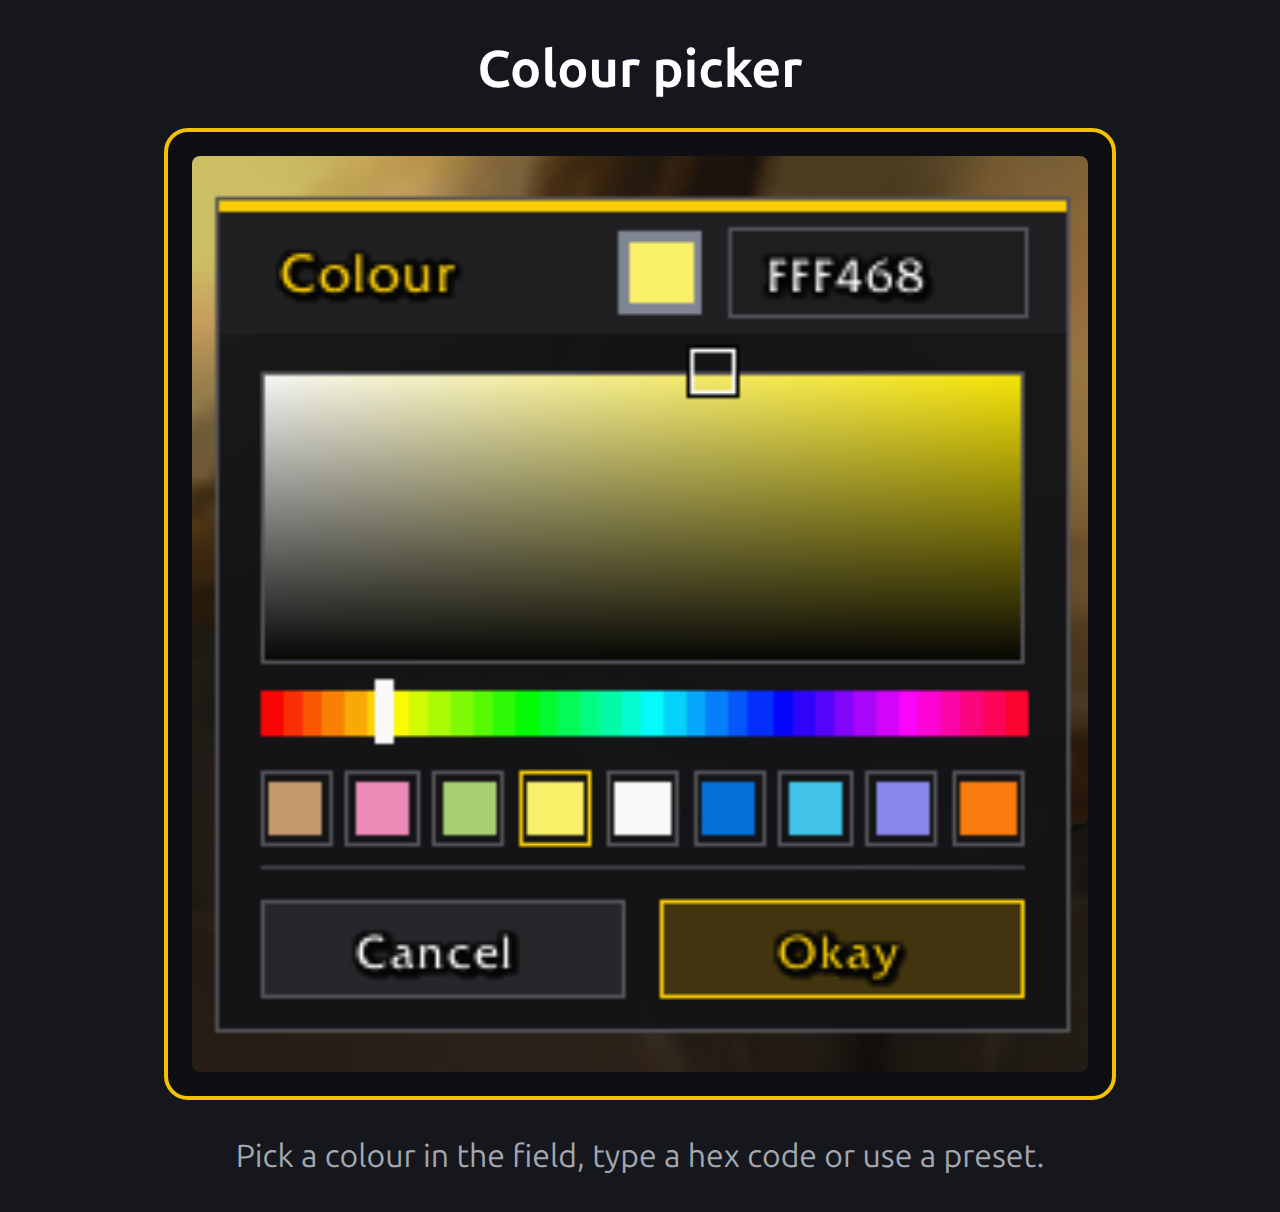 Colour picker
Colour
FFF468
Cancel
Okay
Pick a colour in the field, type a hex code or use a preset.